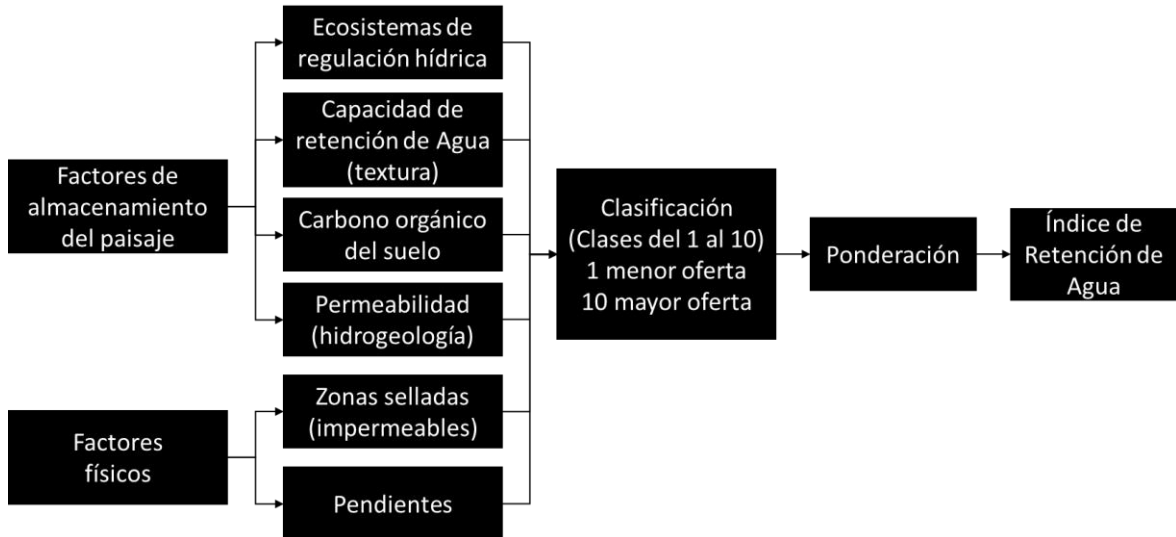 Factores de
almacenamiento
del paisaje
Ecosistemas de
regulación hídrica
Capacidad de
retención de Agua
(textura)
Carbono orgánico
del suelo
Permeabilidad
(hidrogeología)
Factores
físicos
Zonas selladas
(impermeables)
Pendientes
Clasificación
(Clases del 1 al 10)
1 menor oferta
10 mayor oferta
Ponderación
Índice de
Retención de
Agua